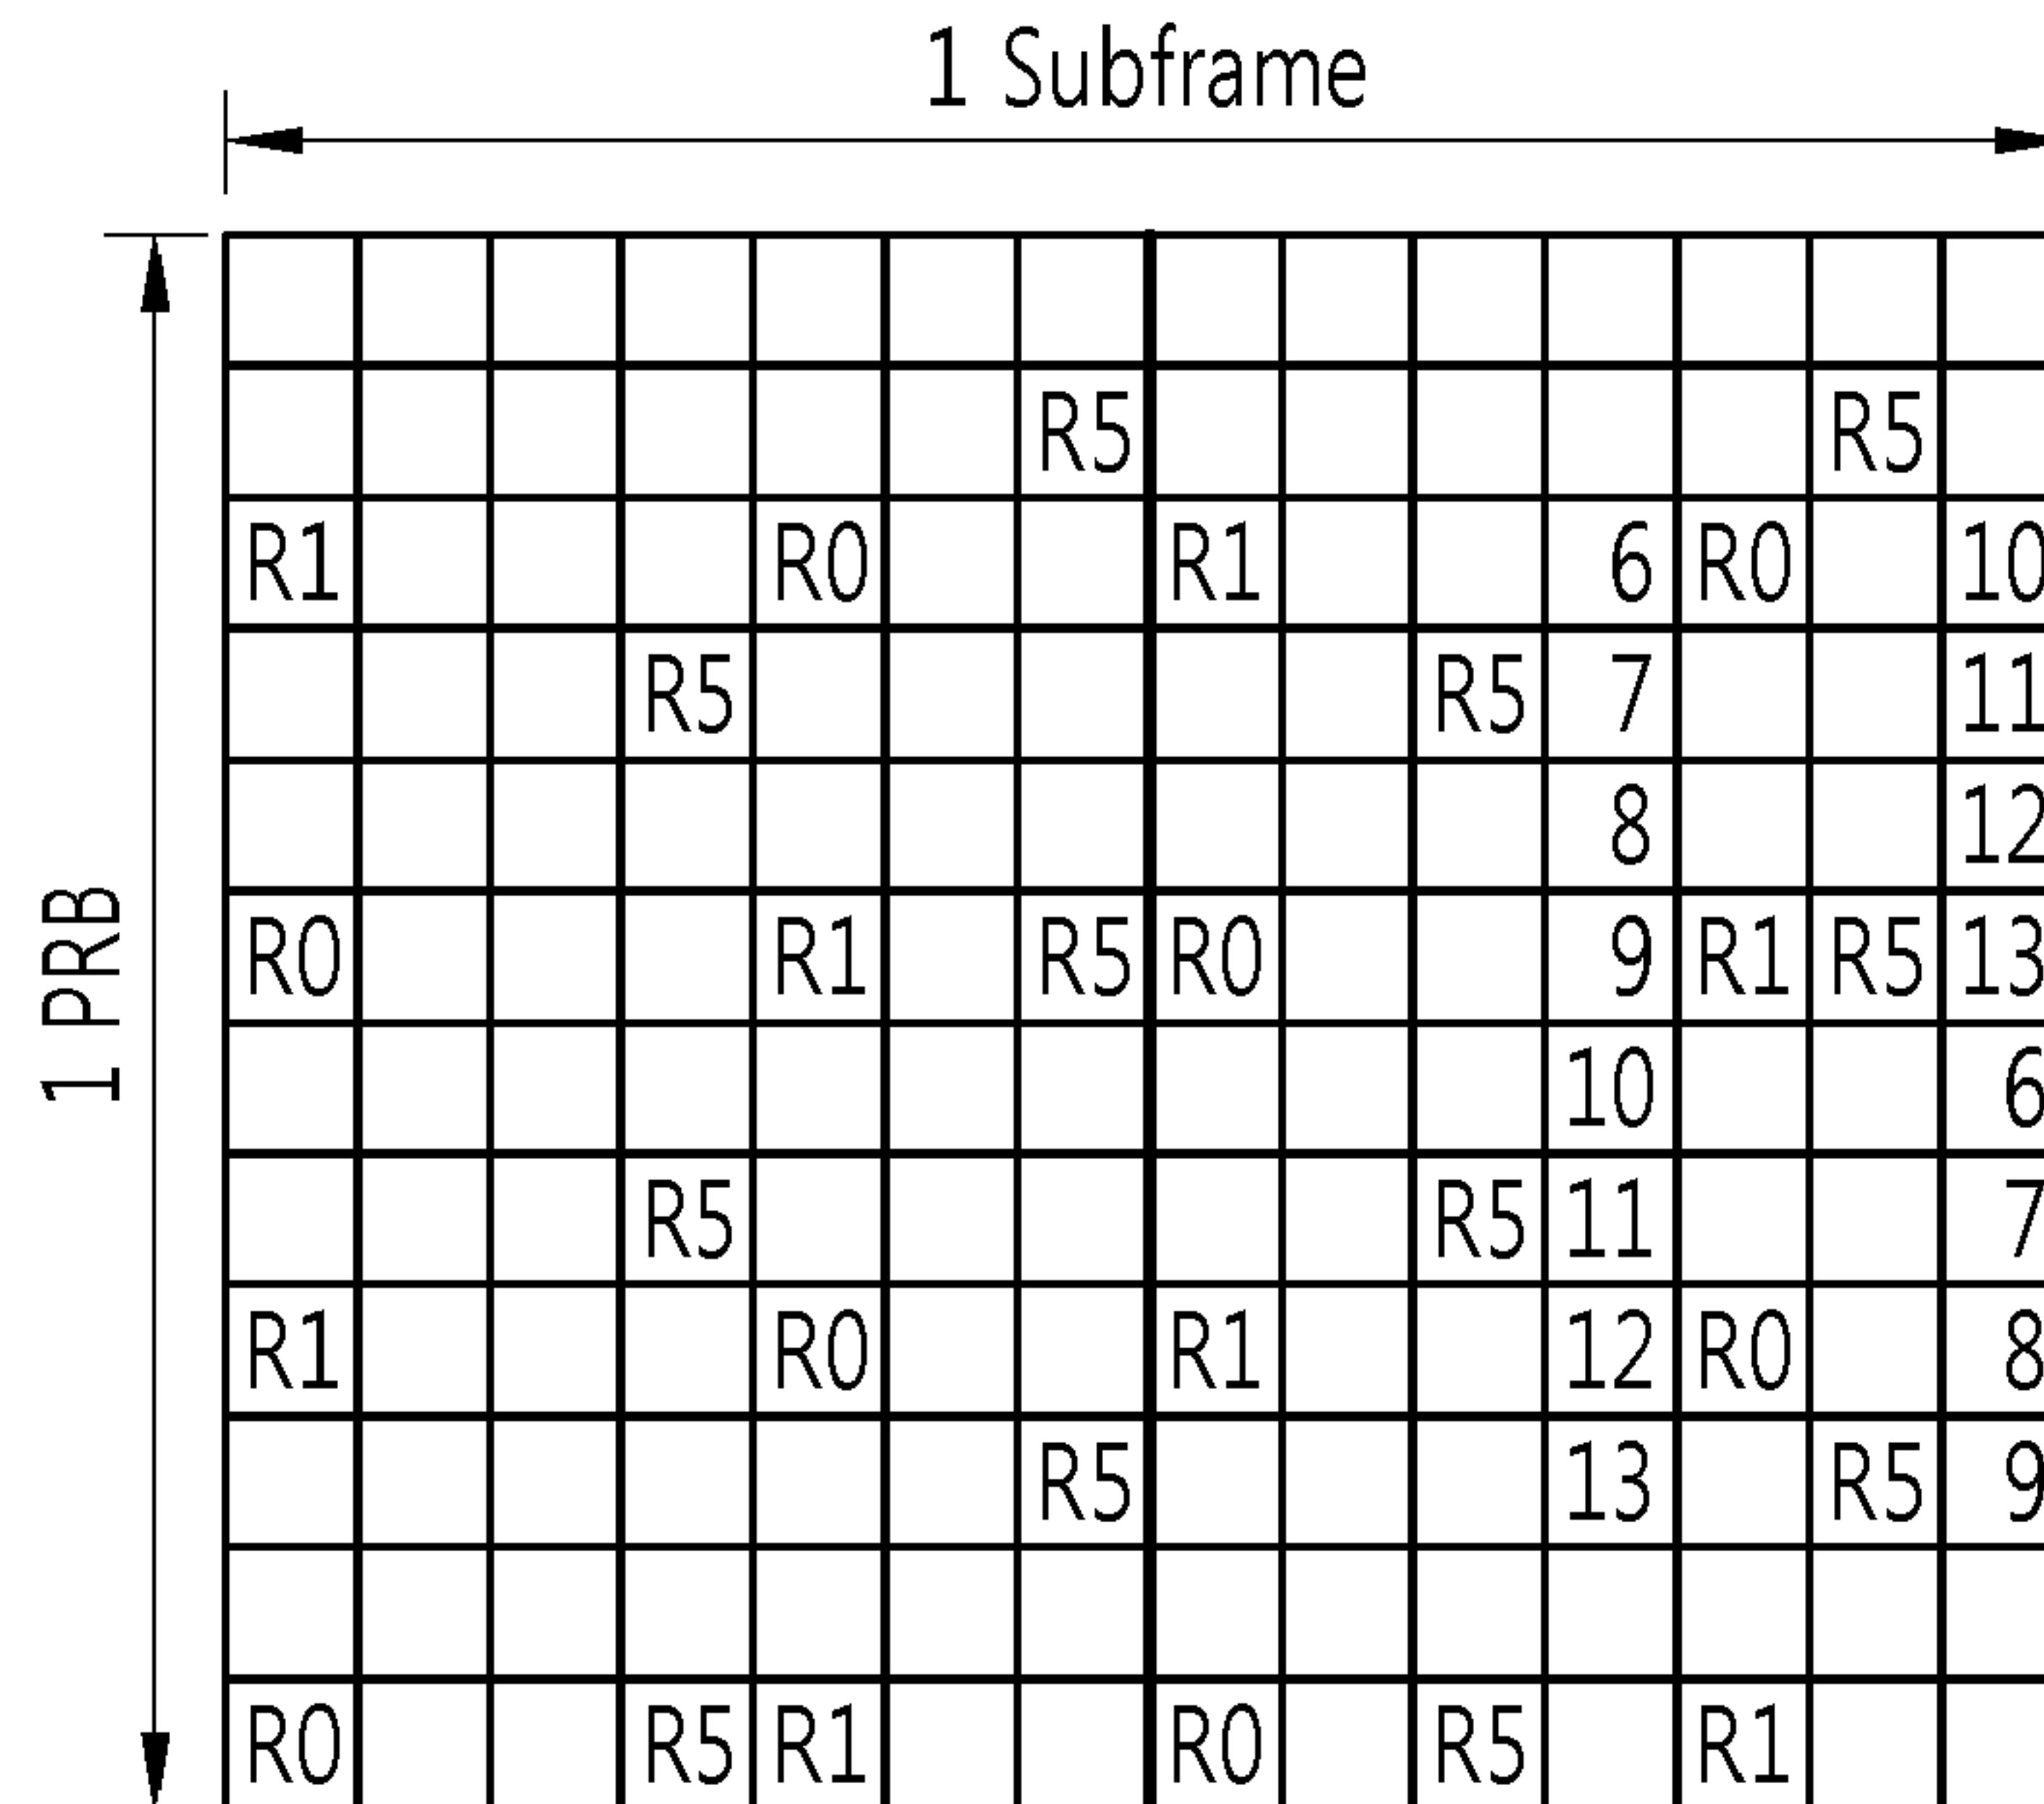 1 Subframe
1 PRB
R5 R5
R1 R0 R1 6 R0 10
R5 R5 7 11
8 12
R0 R1 R5 R0 9 R1 R5 13
10 6
R5 R5 11 7
R1 R0 R1 12 R0 8
R5 13 R5 9
R0 R5 R1 R0 R5 R1